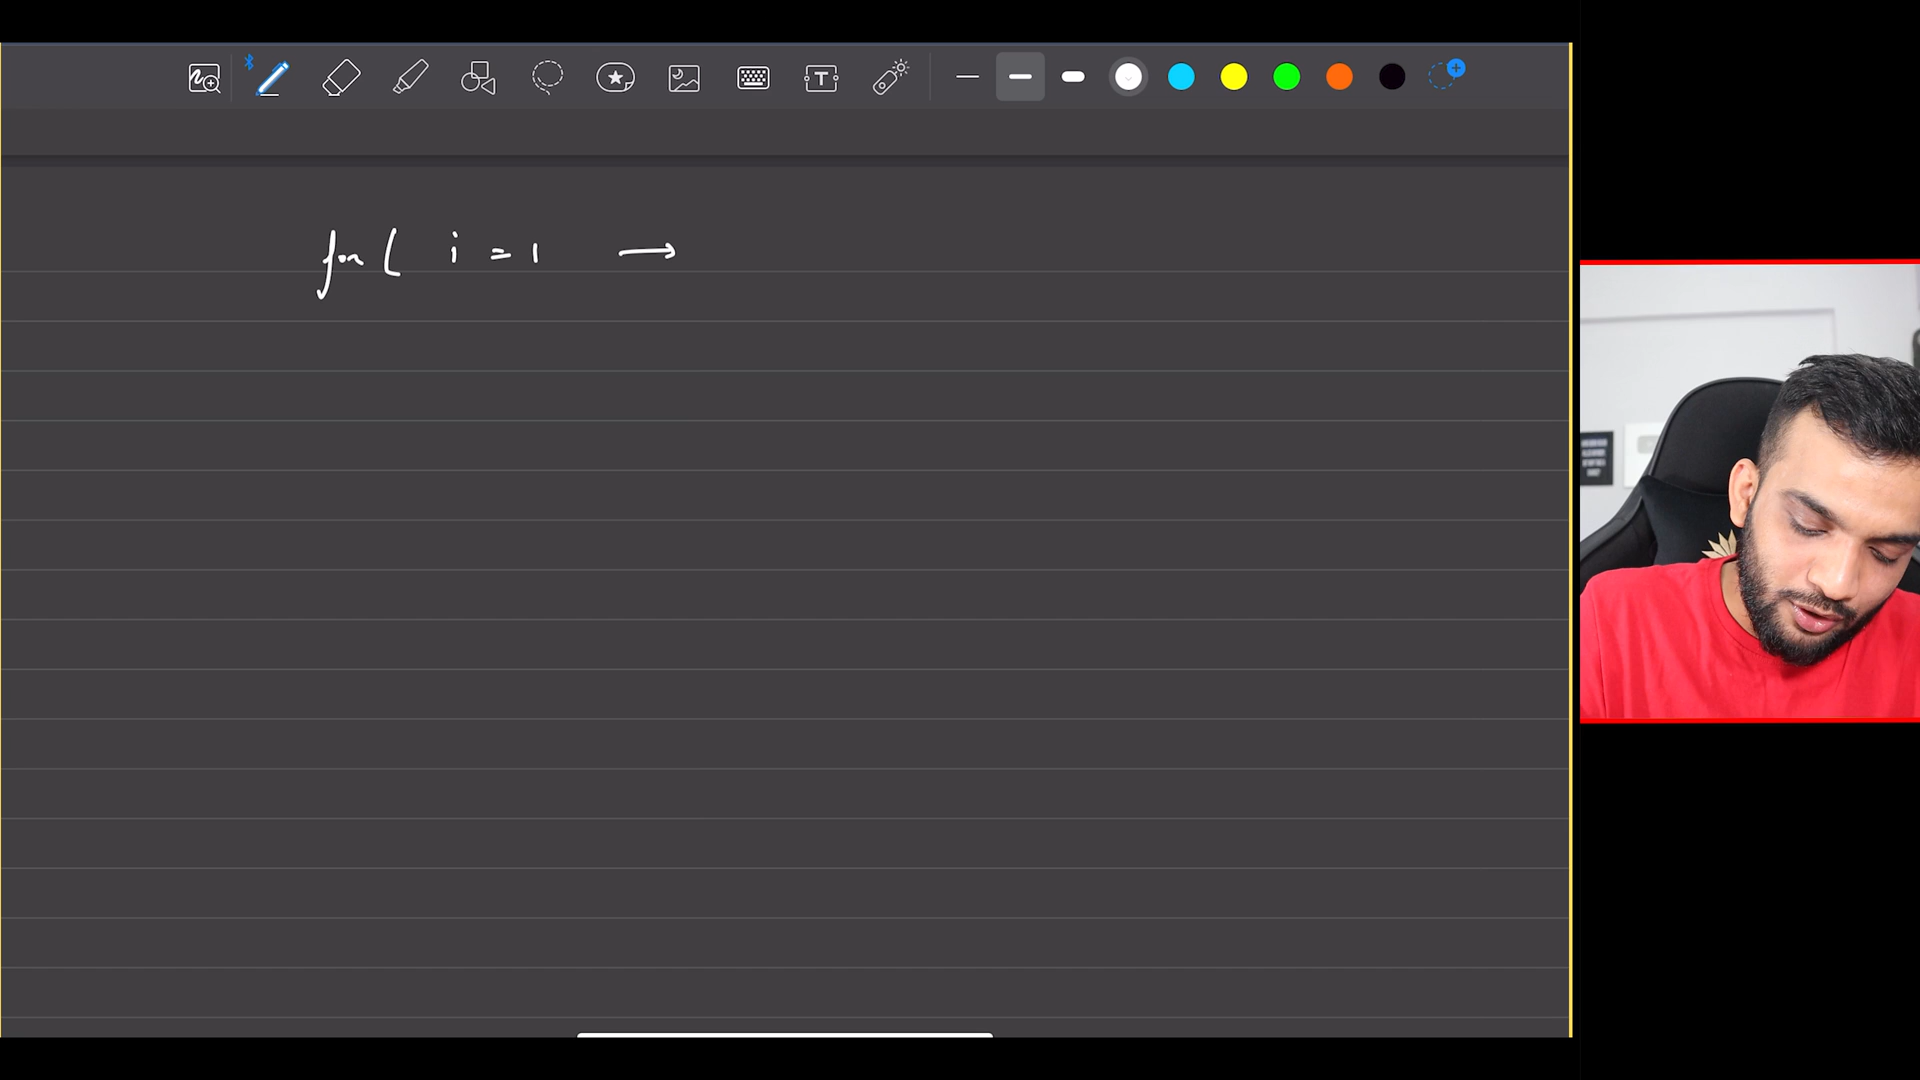 for( i = 1 →